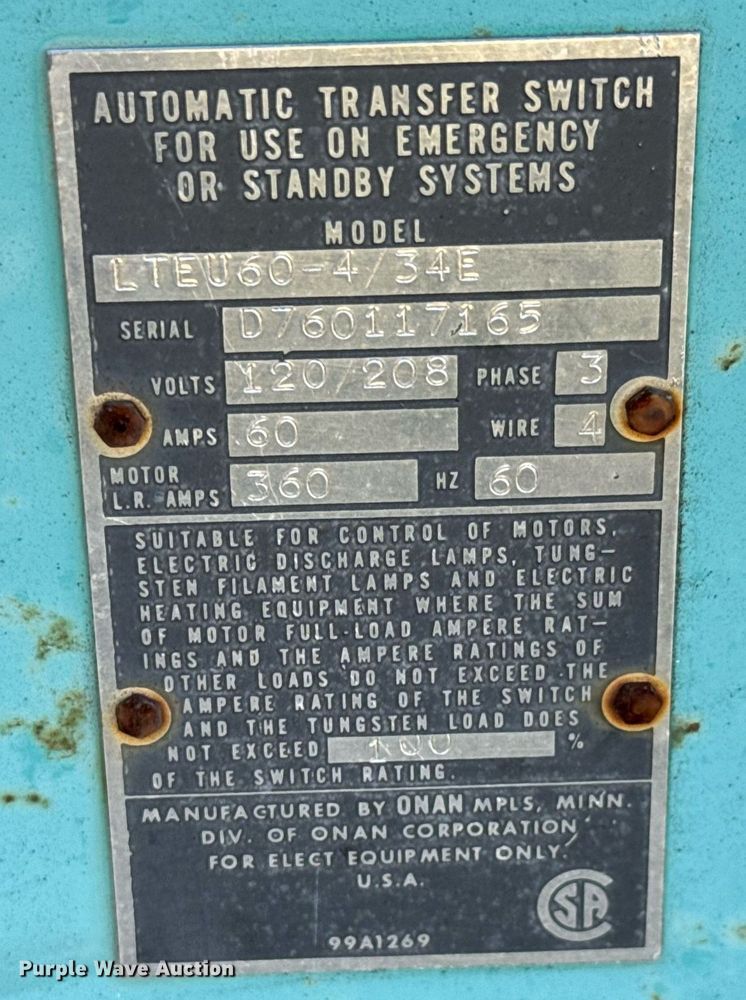 AUTOMATIC TRANSFER SWITCH
FOR USE ON EMERGENCY
OR STANDBY SYSTEMS
MODEL
LTEU60-4/34E
SERIAL D760117165
VOLTS 120/208 PHASE 3
AMPS 60 WIRE 4
MOTOR
L.R. AMPS 360 HZ 60
SUITABLE FOR CONTROL OF MOTORS,
ELECTRIC DISCHARGE LAMPS, TUNG-
STEN FILAMENT LAMPS AND ELECTRIC
HEATING EQUIPMENT WHERE THE SUM
OF MOTOR FULL-LOAD AMPERE RAT-
INGS AND THE AMPERE RATINGS OF
OTHER LOADS DO NOT EXCEED THE
AMPERE RATING OF THE SWITCH
AND THE TUNGSTEN LOAD DOES
NOT EXCEED 100 %
OF THE SWITCH RATING.
MANUFACTURED BY ONAN MPLS, MINN.
DIV. OF ONAN CORPORATION
FOR ELECT EQUIPMENT ONLY.
U.S.A.
CSA
99A1269
Purple Wave Auction